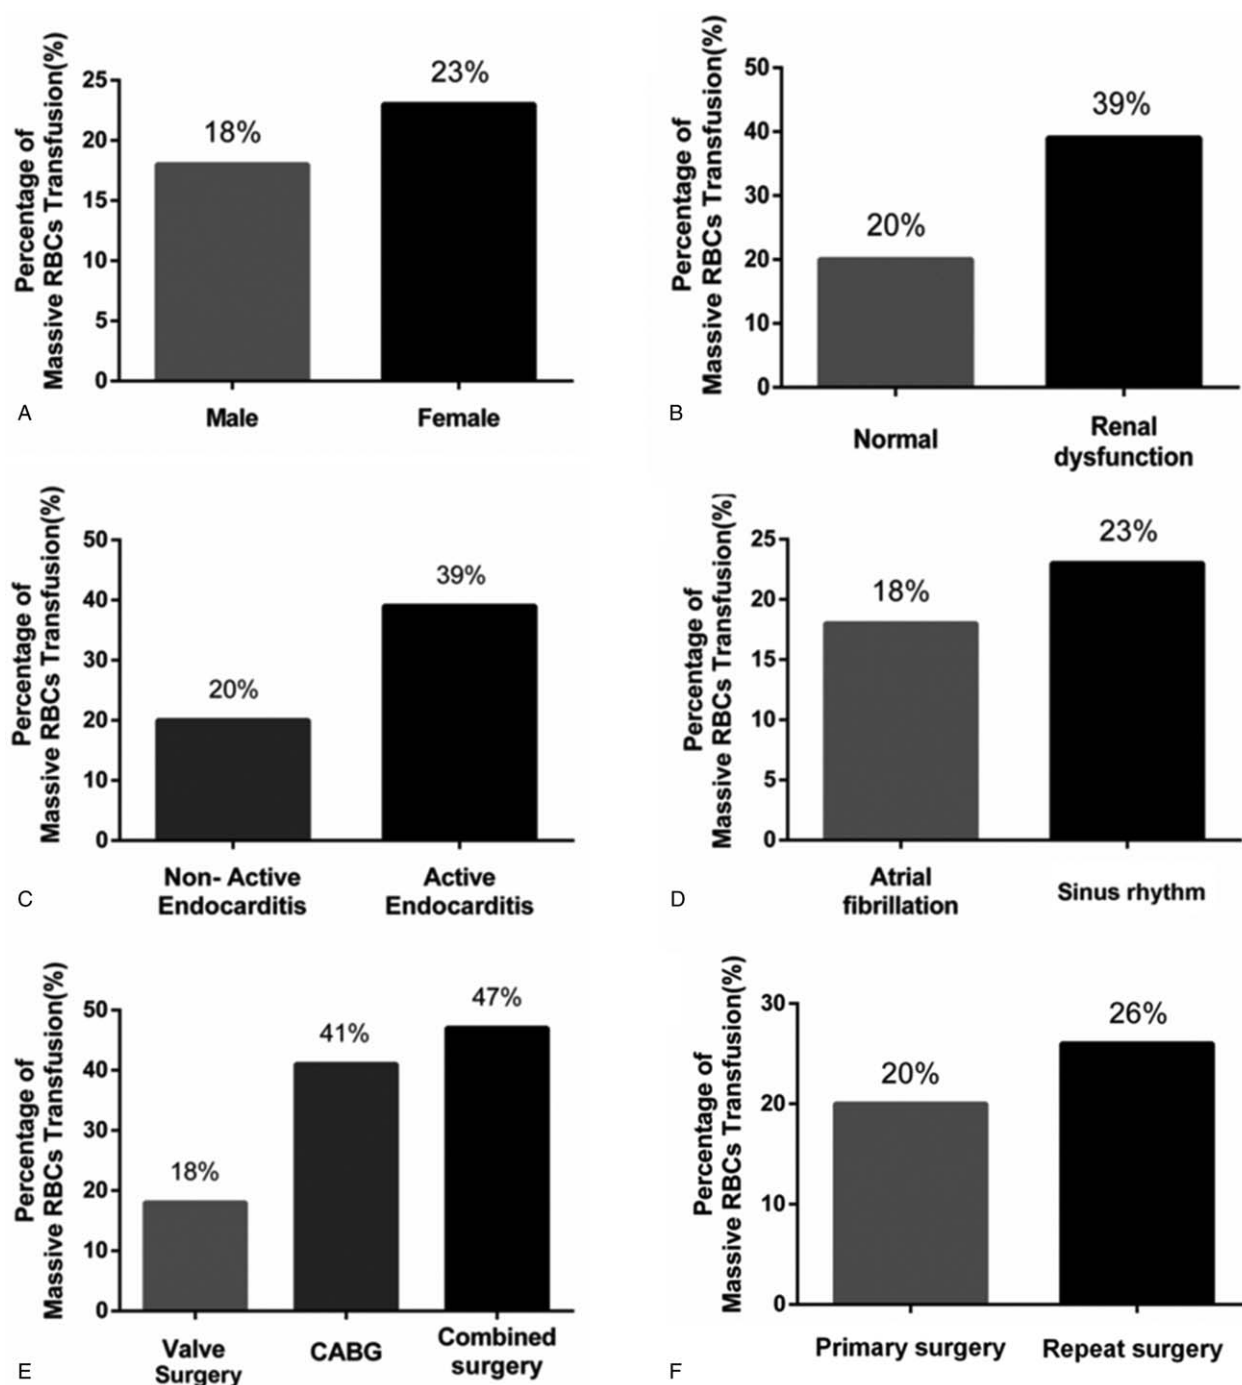 Percentage of
Massive RBCs Transfusion(%)
25
20
15
10
5
0
18%
23%
Male
Female
A
Percentage of
Massive RBCs Transfusion(%)
50
40
30
20
10
0
20%
39%
Normal
Renal
dysfunction
B
Percentage of
Massive RBCs Transfusion(%)
50
40
30
20
10
0
20%
39%
Non- Active
Endocarditis
Active
Endocarditis
C
Percentage of
Massive RBCs Transfusion(%)
25
20
15
10
5
0
18%
23%
Atrial
fibrillation
Sinus rhythm
D
Percentage of
Massive RBCs Transfusion(%)
50
40
30
20
10
0
18%
41%
47%
Valve
Surgery
CABG
Combined
surgery
E
Percentage of
Massive RBCs Transfusion(%)
30
20
10
0
20%
26%
Primary surgery
Repeat surgery
F